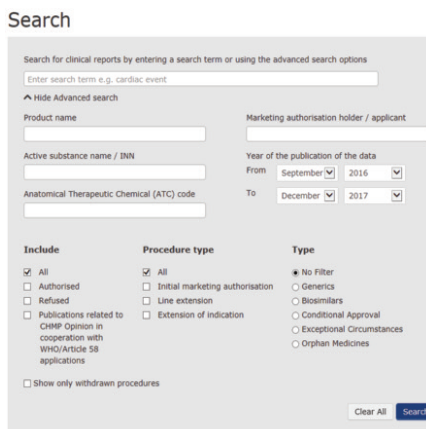 Search
Search for clinical reports by entering a search term or using the advanced search options
Enter search term e.g. cardiac event
Hide Advanced search
Product name
Marketing authorisation holder / applicant
Active substance name / INN
Year of the publication of the data
From September 2016
Anatomical Therapeutic Chemical (ATC) code
To December 2017
Include
Procedure type
Type
All
All
No Filter
Authorised
Initial marketing authorisation
Generics
Refused
Line extension
Biosimilars
Publications related to
CHMP Opinion in
cooperation with
WHO/Article 58
applications
Extension of indication
Conditional Approval
Exceptional Circumstances
Orphan Medicines
Show only withdrawn procedures
Clear All
Search